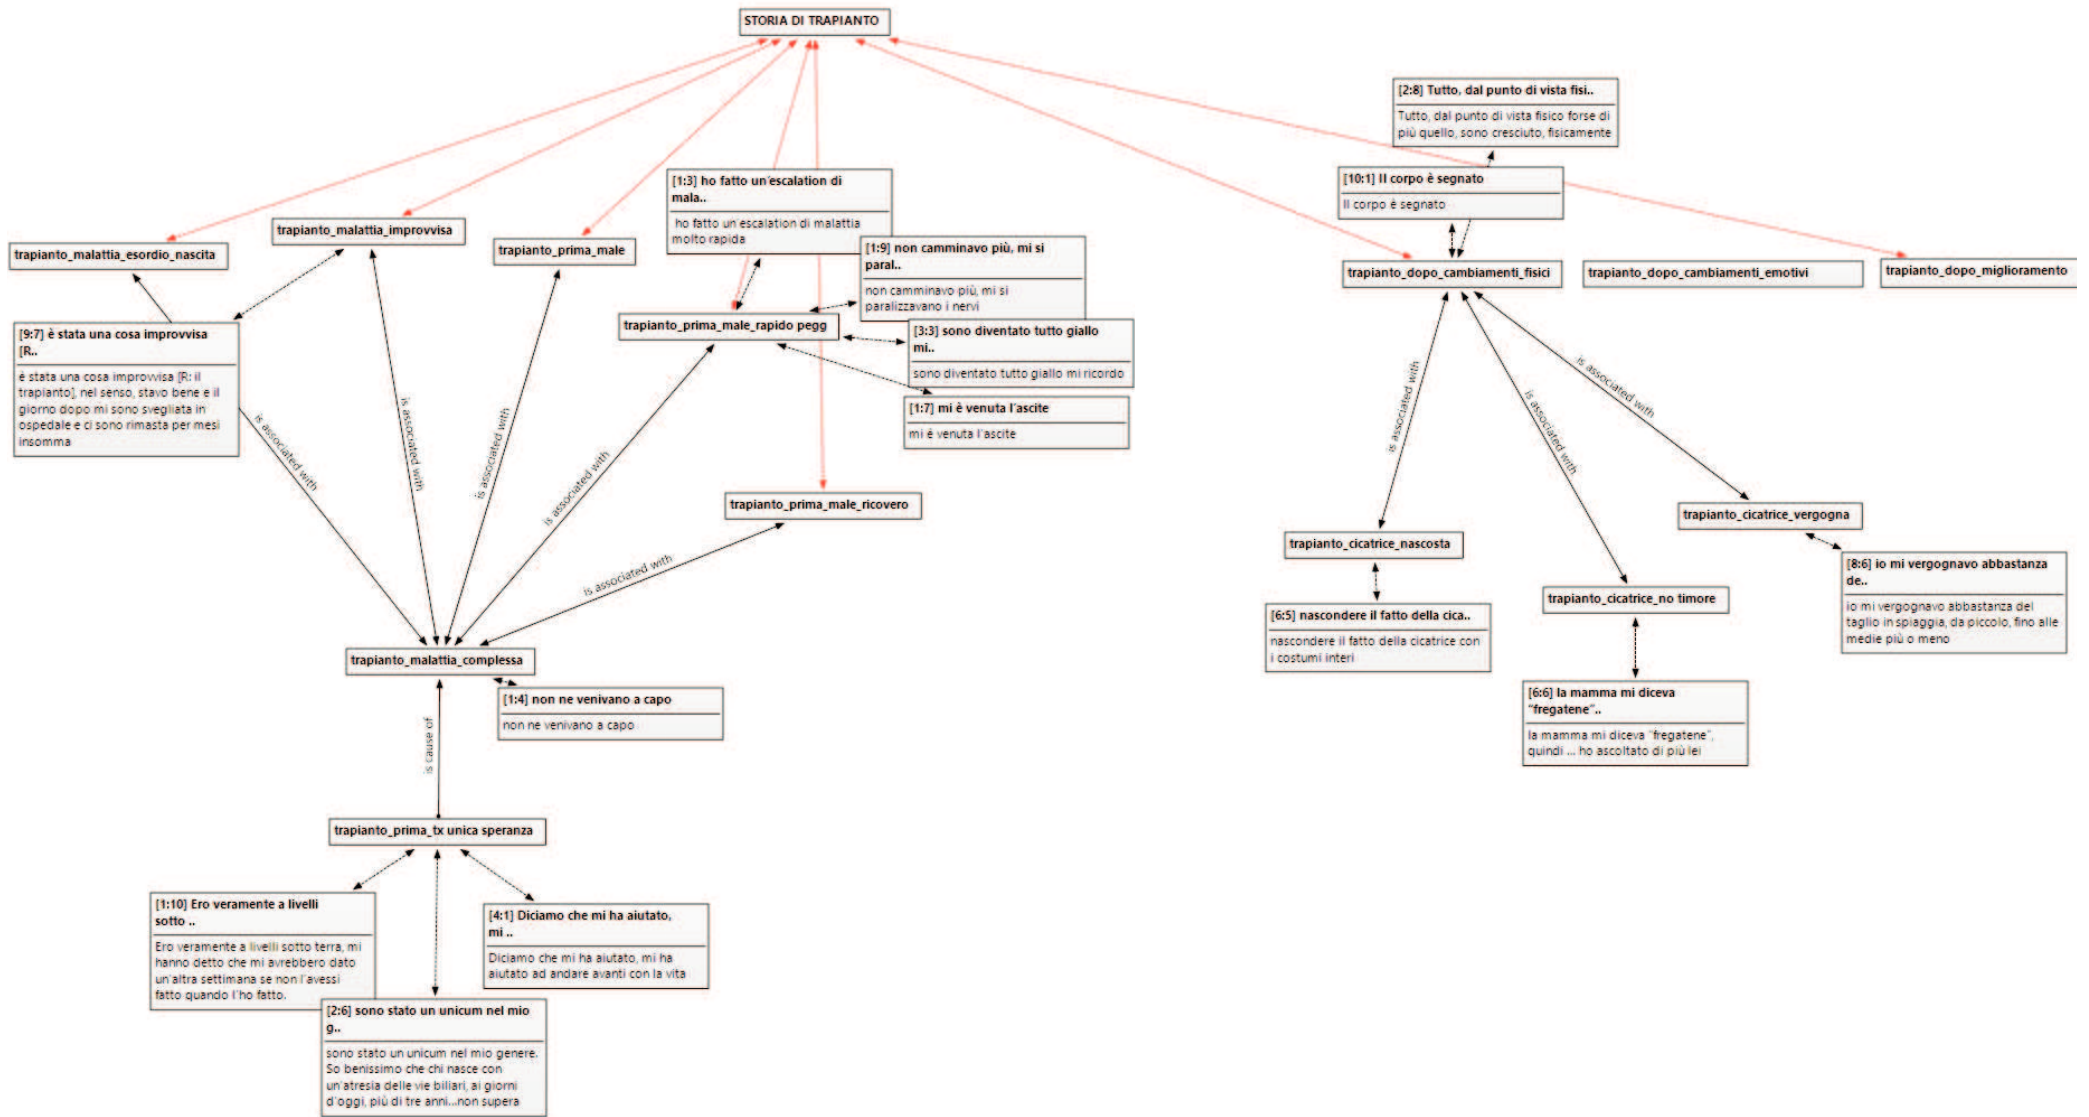 STORIA DI TRAPIANTO
[2:8] Tutto, dal punto di vista fisi..
Tutto, dal punto di vista fisico forse di
più quello, sono cresciuto, fisicamente
[1:3] ho fatto un'escalation di
mala..
ho fatto un'escalation di malattia
molto rapida
[10:1] Il corpo è segnato
Il corpo è segnato
trapianto_malattia_esordio_nascita
trapianto_malattia_improvvisa
trapianto_prima_male
[1:9] non camminavo più, mi si
paral..
non camminavo più, mi si
paralizzavano i nervi
trapianto_dopo_cambiamenti_fisici
trapianto_dopo_cambiamenti_emotivi
trapianto_dopo_miglioramento
[9:7] è stata una cosa improvvisa
[R..
è stata una cosa improvvisa [R: il
trapianto], nel senso, stavo bene e il
giorno dopo mi sono svegliata in
ospedale e ci sono rimasta per mesi
insomma
trapianto_prima_male_rapido pegg
[3:3] sono diventato tutto giallo
mi..
sono diventato tutto giallo mi ricordo
[1:7] mi è venuta l'ascite
mi è venuta l'ascite
is associated with
is associated with
is associated with
is associated with
is associated with
is associated with
is associated with
is associated with
trapianto_prima_male_ricovero
trapianto_cicatrice_vergogna
trapianto_cicatrice_nascosta
[8:6] io mi vergognavo abbastanza
de..
io mi vergognavo abbastanza del
taglio in spiaggia, da piccolo, fino alle
medie più o meno
trapianto_cicatrice_no timore
[6:5] nascondere il fatto della cica..
nascondere il fatto della cicatrice con
i costumi interi
trapianto_malattia_complessa
[1:4] non ne venivano a capo
non ne venivano a capo
[6:6] la mamma mi diceva
"fregatene"..
la mamma mi diceva "fregatene",
quindi ... ho ascoltato di più lei
is cause of
trapianto_prima_tx unica speranza
[1:10] Ero veramente a livelli
sotto ..
Ero veramente a livelli sotto terra, mi
hanno detto che mi avrebbero dato
un'altra settimana se non l'avessi
fatto quando l'ho fatto.
[4:1] Diciamo che mi ha aiutato,
mi ..
Diciamo che mi ha aiutato, mi ha
aiutato ad andare avanti con la vita
[2:6] sono stato un unicum nel mio
g..
sono stato un unicum nel mio genere.
So benissimo che chi nasce con
un'atresia delle vie biliari, ai giorni
d'oggi, più di tre anni...non supera